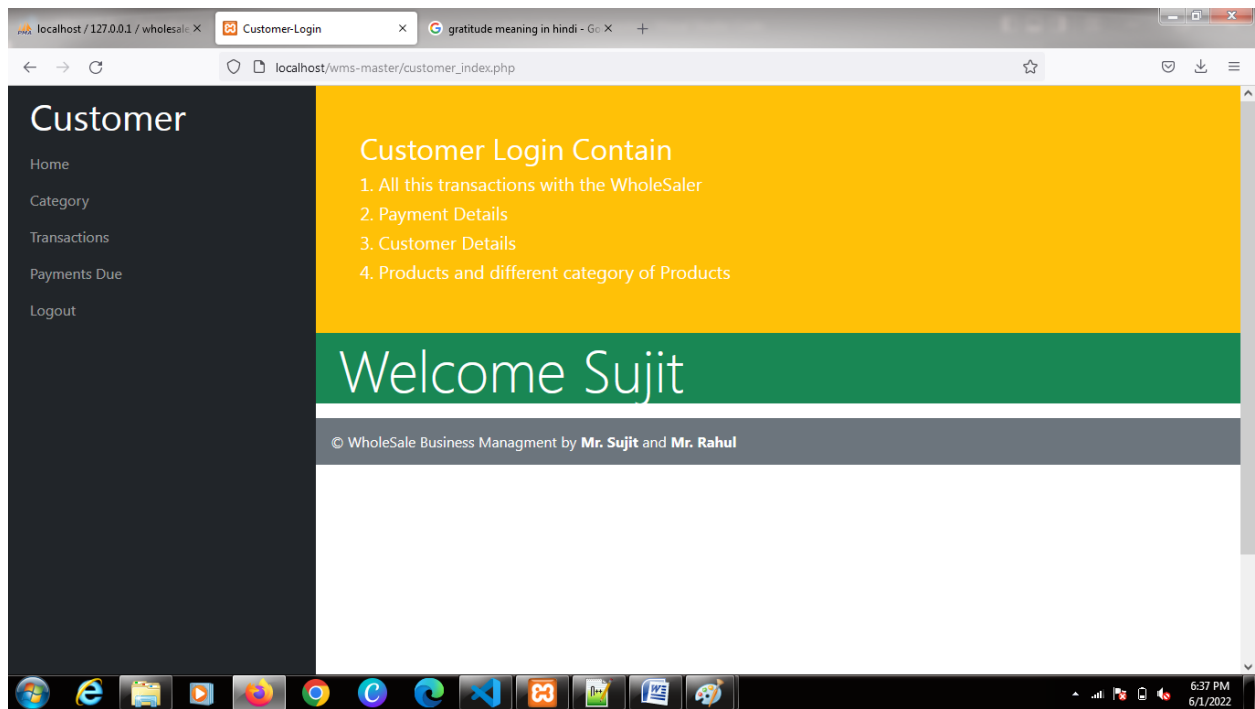 localhost / 127.0.0.1 / wholesale
Customer-Login
gratitude meaning in hindi - Go
localhost/wms-master/customer_index.php
Customer
Home
Category
Transactions
Payments Due
Logout
Customer Login Contain
1. All this transactions with the WholeSaler
2. Payment Details
3. Customer Details
4. Products and different category of Products
Welcome Sujit
© WholeSale Business Managment by Mr. Sujit and Mr. Rahul
6:37 PM
6/1/2022